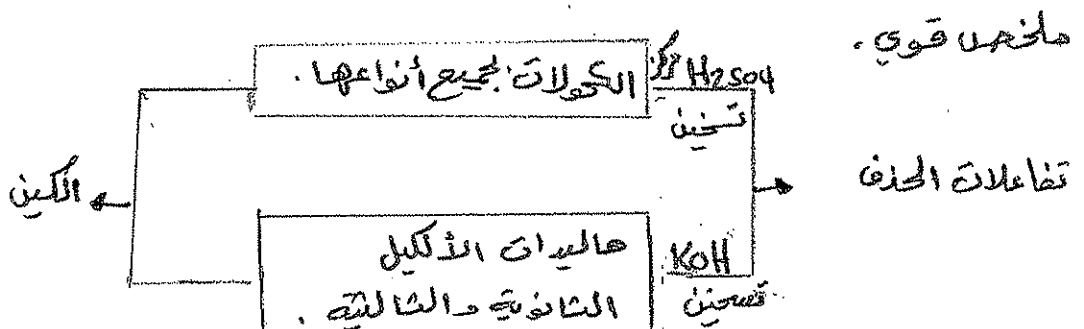 ملخص قوي.
الكحولات بجميع أنواعها.
H2SO4 مركز
تسخين
تفاعلات الحذف
الكين
هاليدات الألكيل
الثانوية والثالثية.
KOH
تسخين